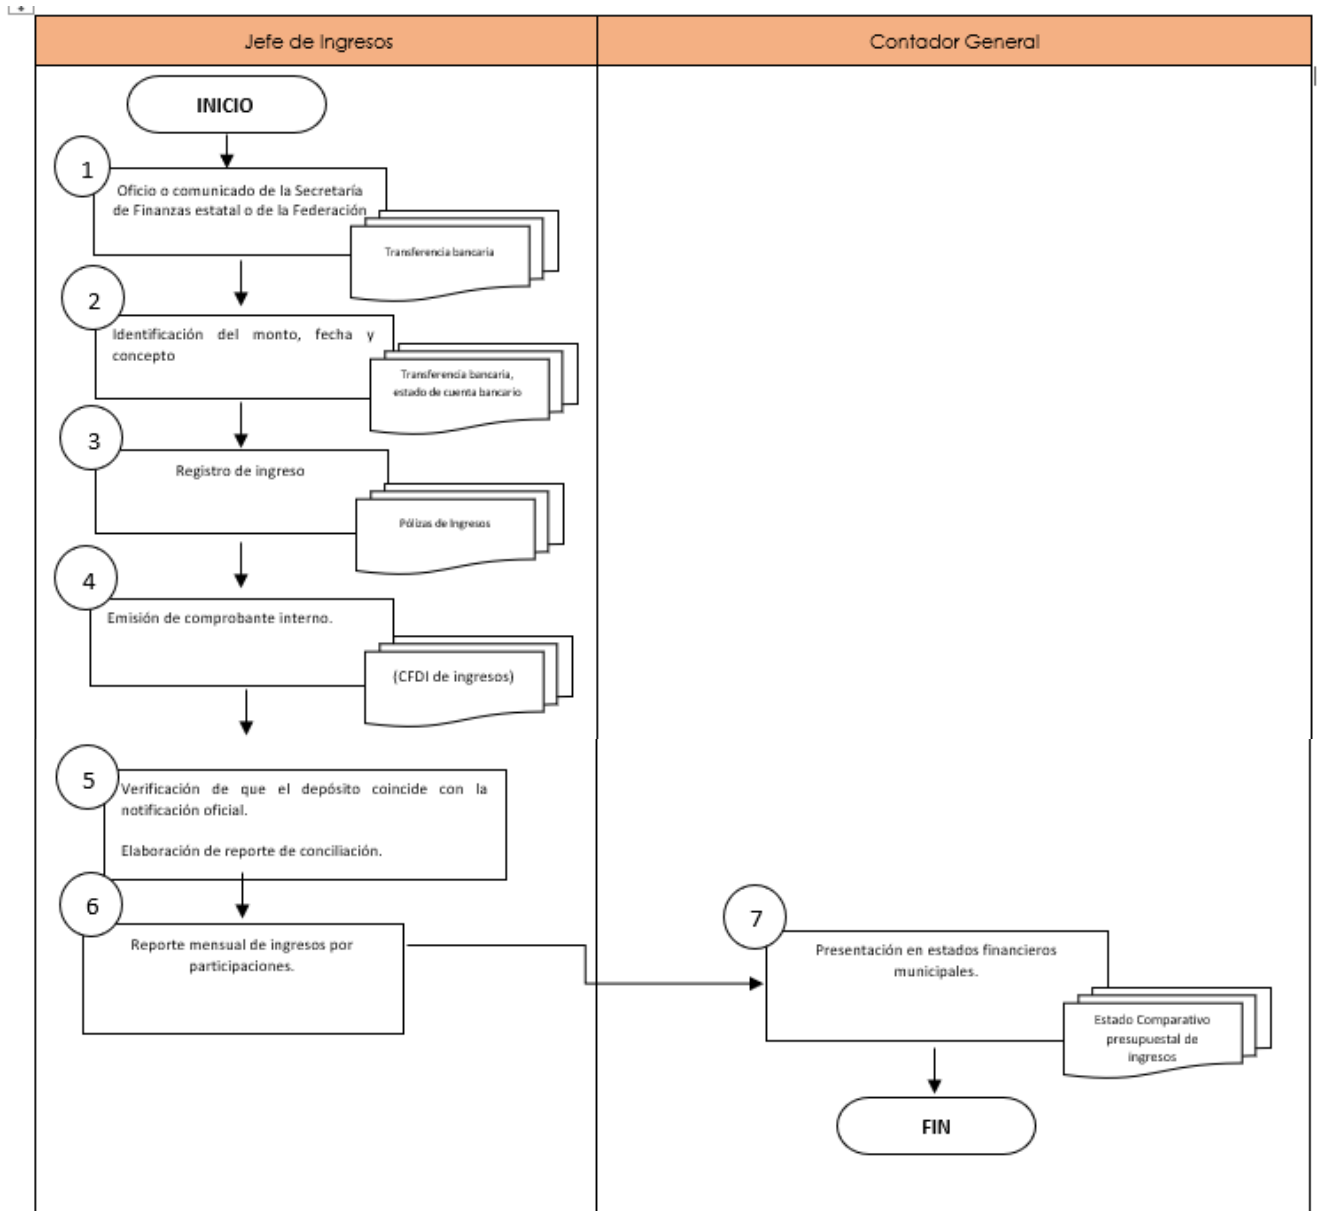 Jefe de Ingresos
Contador General
INICIO
1
Oficio o comunicado de la Secretaría
de Finanzas estatal o de la Federación
Transferencia bancaria
2
Identificación del monto, fecha y
concepto
Transferencia bancaria,
estado de cuenta bancario
3
Registro de ingreso
Pólizas de Ingresos
4
Emisión de comprobante interno.
(CFDI de ingresos)
5
Verificación de que el depósito coincide con la
notificación oficial.
Elaboración de reporte de conciliación.
6
Reporte mensual de ingresos por
participaciones.
7
Presentación en estados financieros
municipales.
Estado Comparativo
presupuestal de
ingresos
FIN